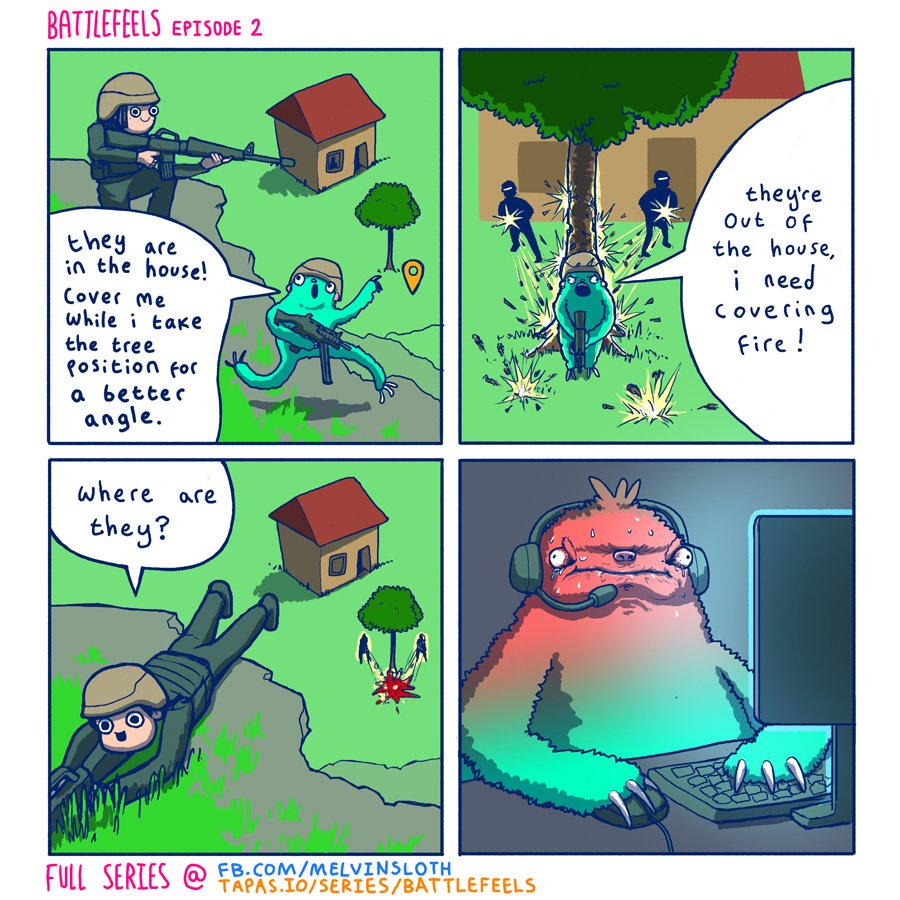 BATTLEFEELS EPISODE 2
they are
in the house!
Cover me
while i take
the tree
position for
a better
angle.
they're
out of
the house,
i need
covering
fire!
where are
they?
FULL SERIES @ FB.COM/MELVINSLOTH
TAPAS.IO/SERIES/BATTLEFEELS